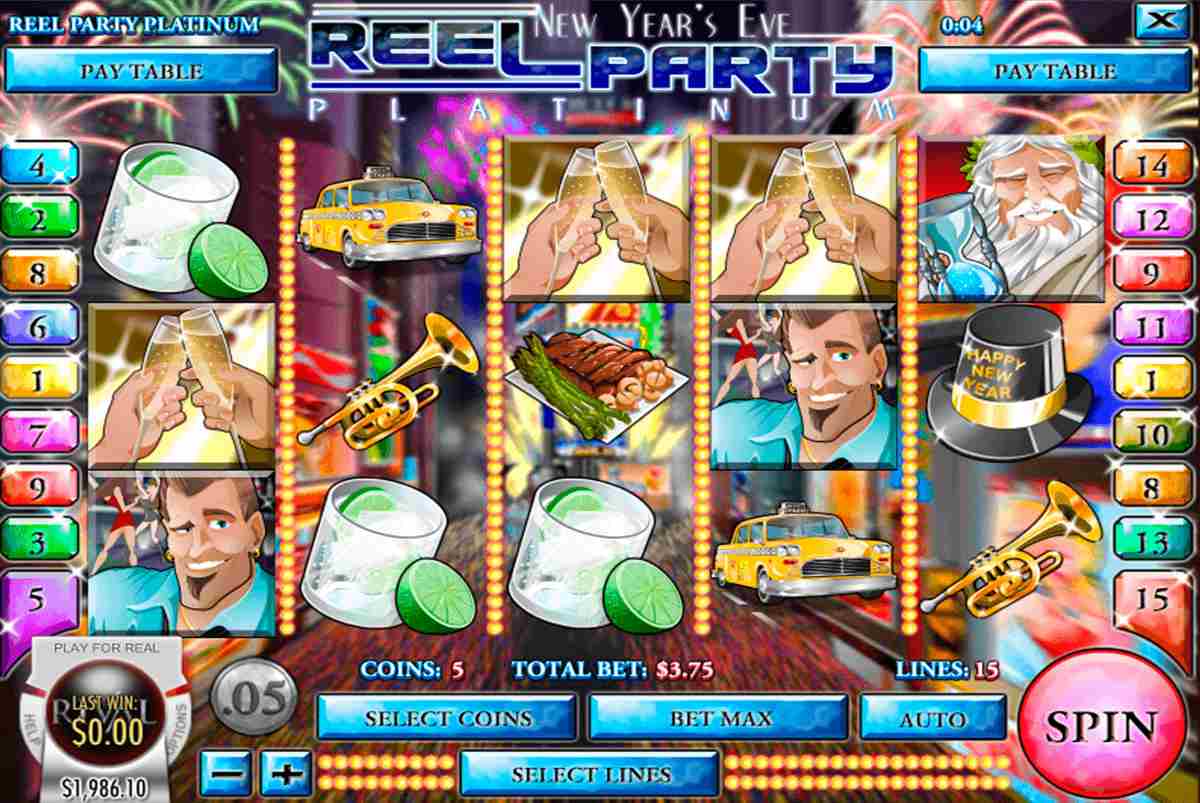 REEL PARTY PLATINUM
NEW YEAR'S EVE
0:04
X
PAY TABLE
REEL PARTY
PAY TABLE
PLATINUM
4
14
2
12
8
9
6
11
HAPPY
NEW
YEAR
1
1
7
10
9
8
3
13
5
15
PLAY FOR REAL
COINS: 5
TOTAL BET: $3.75
LINES: 15
LAST WIN:
$0.00
RIVAL
HELP
OPTIONS
.05
SELECT COINS
BET MAX
AUTO
SPIN
$1,986.10
-
+
SELECT LINES